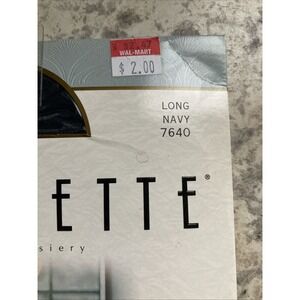 WAL-MART
$ 2.00
LONG
NAVY
7640
ETTE®
siery